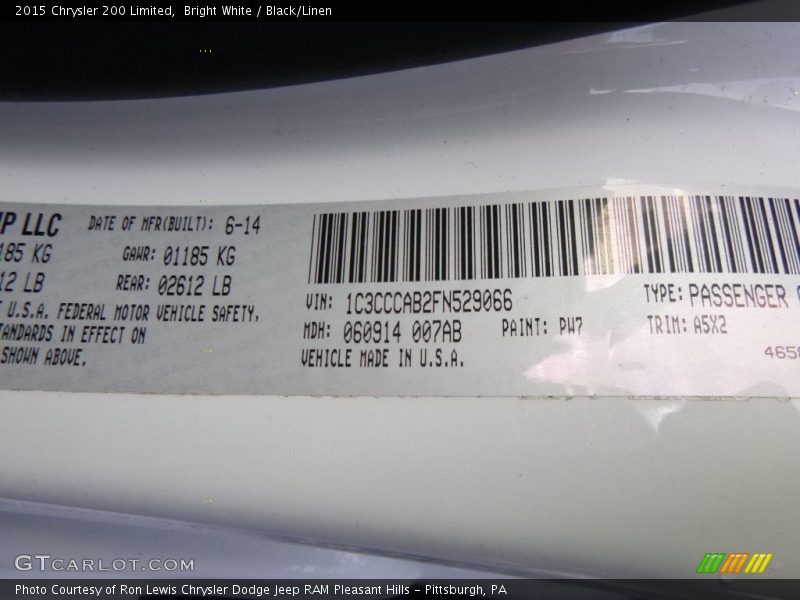 2015 Chrysler 200 Limited, Bright White / Black/Linen
LLC DATE OF MFR(BUILT): 6-14
KG GAWR: 01185 KG
LB REAR: 02612 LB
U.S.A. FEDERAL MOTOR VEHICLE SAFETY,
IN EFFECT ON
SHOWN ABOVE.
VIN: 1C3CCCAB2FN529066 TYPE: PASSENGER
MDH: 060914 007AB PAINT: PW7 TRIM: A5X2
VEHICLE MADE IN U.S.A.
GTCARLOT.COM
Photo Courtesy of Ron Lewis Chrysler Dodge Jeep RAM Pleasant Hills – Pittsburgh, PA